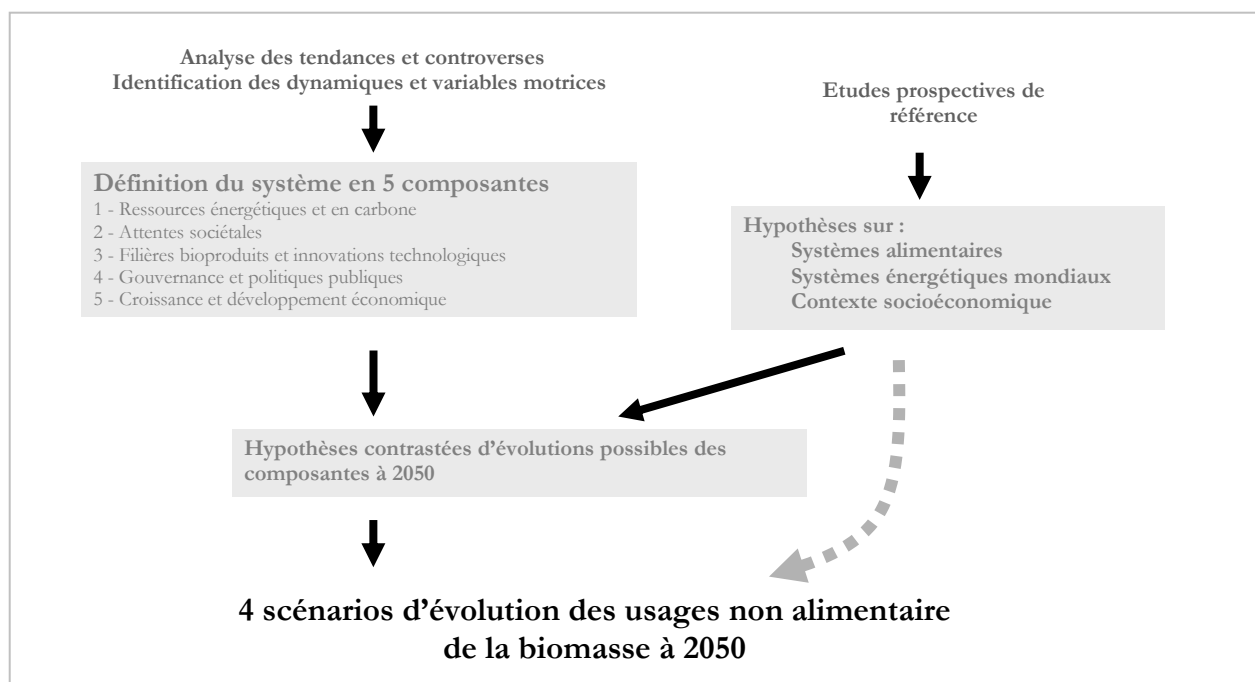 Analyse des tendances et controverses
Identification des dynamiques et variables motrices
Etudes prospectives de
référence
Définition du système en 5 composantes
1 - Ressources énergétiques et en carbone
2 - Attentes sociétales
3 - Filières bioproduits et innovations technologiques
4 - Gouvernance et politiques publiques
5 - Croissance et développement économique
Hypothèses sur :
Systèmes alimentaires
Systèmes énergétiques mondiaux
Contexte socioéconomique
Hypothèses contrastées d’évolutions possibles des
composantes à 2050
4 scénarios d’évolution des usages non alimentaire
de la biomasse à 2050